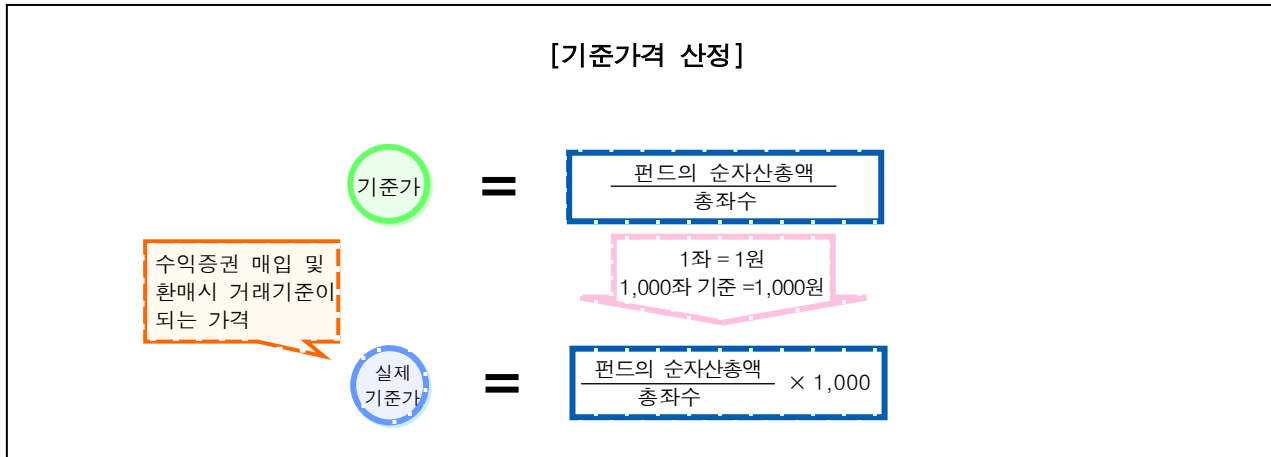 [기준가격 산정]
기준가
=
펀드의 순자산총액
총좌수
1좌 = 1원
1,000좌 기준 =1,000원
수익증권 매입 및
환매시 거래기준이
되는 가격
실제
기준가
=
펀드의 순자산총액
총좌수
× 1,000